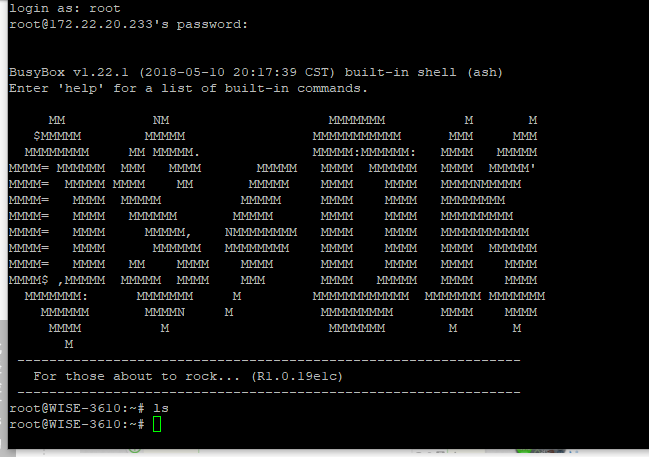 login as: root
root@172.22.20.233's password:
BusyBox v1.22.1 (2018-05-10 20:17:39 CST) built-in shell (ash)
Enter 'help' for a list of built-in commands.
MM NM MMMMMMM M M
$MMMMM MMMMM MMMMMMMMMMM MMM MMM
MMMMMMMM MM MMMMM. MMMMM:MMMMMM: MMMM MMMMM
MMMM= MMMMMM MMM MMMM MMMMM MMMM MMMMMM MMMM MMMMM'
MMMM= MMMMM MMMM MM MMMMM MMMM MMMM MMMMNMMMMM
MMMM= MMMM MMMMM MMMMM MMMM MMMM MMMMMMMM
MMMM= MMMM MMMMMM MMMMM MMMM MMMM MMMMMMMMM
MMMM= MMMM MMMMM, NMMMMMMMM MMMM MMMM MMMMMMMMMMM
MMMM= MMMM MMMMMM MMMMMMMM MMMM MMMM MMMM MMMMMM
MMMM= MMMM MM MMMM MMMM MMMM MMMM MMMM MMMM
MMMM$ ,MMMMM MMMMM MMMM MMM MMMM MMMMM MMMM MMMM
MMMMMMM: MMMMMMM M MMMMMMMMMMMM MMMMMMM MMMMMMM
MMMMMM MMMMN M MMMMMMMMM MMMM MMMM
MMMM M MMMMMMM M M
M
---------------------------------------------------------------
For those about to rock... (R1.0.19e1c)
---------------------------------------------------------------
root@WISE-3610:~# ls
root@WISE-3610:~#